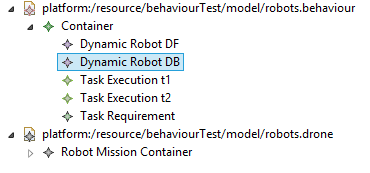 platform:/resource/behaviourTest/model/robots.behaviour
Container
Dynamic Robot DF
Dynamic Robot DB
Task Execution t1
Task Execution t2
Task Requirement
platform:/resource/behaviourTest/model/robots.drone
Robot Mission Container